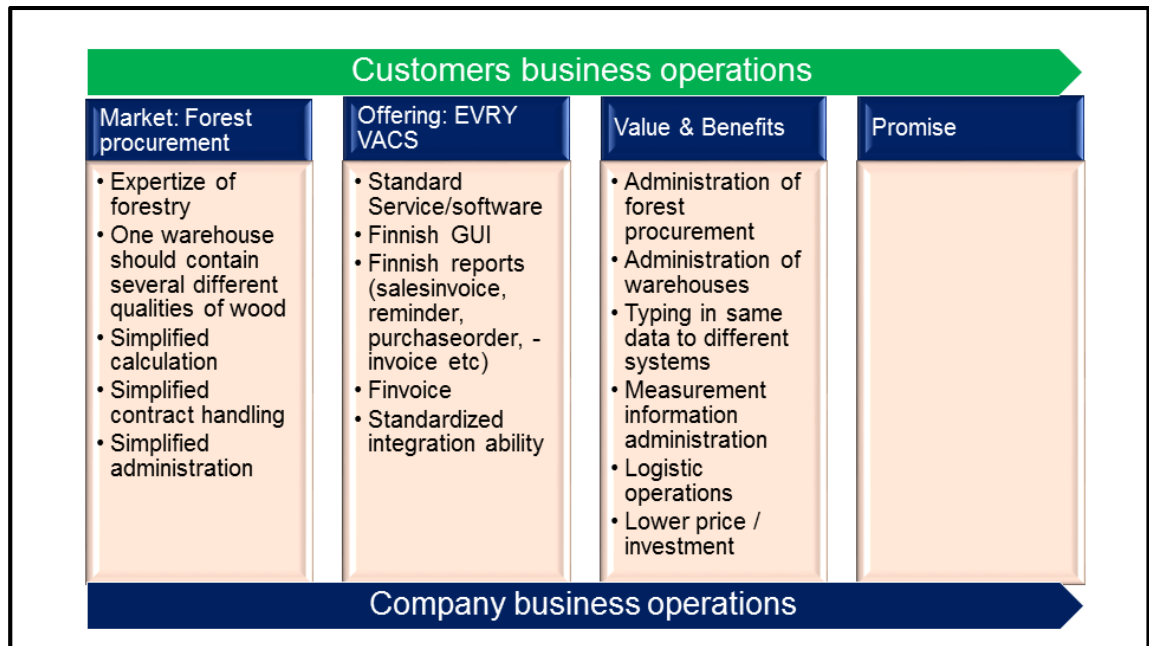 Customers business operations
Market: Forest
procurement
• Expertize of
forestry
• One warehouse
should contain
several different
qualities of wood
• Simplified
calculation
• Simplified
contract handling
• Simplified
administration
Offering: EVRY
VACS
• Standard
Service/software
• Finnish GUI
• Finnish reports
(salesinvoice,
reminder,
purchaseorder, -
invoice etc)
• Finvoice
• Standardized
integration ability
Value & Benefits
• Administration of
forest
procurement
• Administration of
warehouses
• Typing in same
data to different
systems
• Measurement
information
administration
• Logistic
operations
• Lower price /
investment
Promise
Company business operations